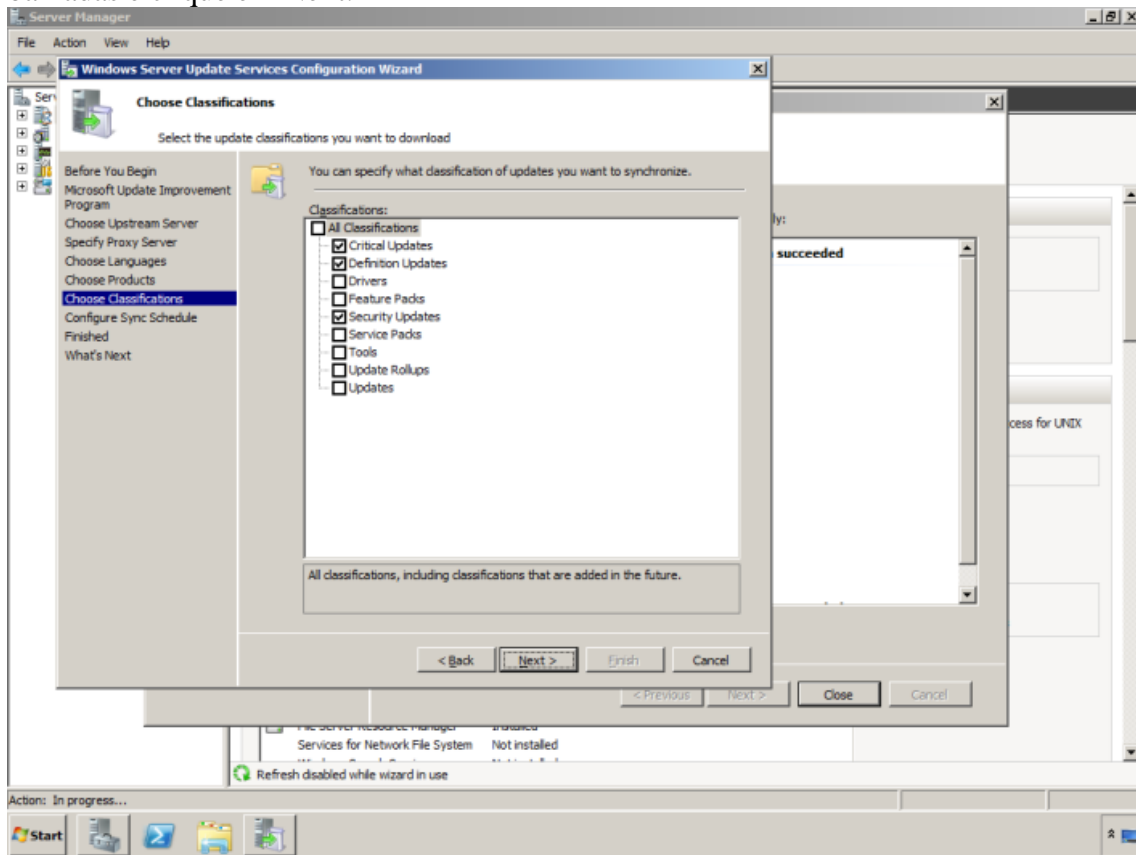 Server Manager
File Action View Help
Windows Server Update Services Configuration Wizard
Ser
Choose Classifications
Select the update classifications you want to download
Before You Begin
Microsoft Update Improvement
Program
Choose Upstream Server
Specify Proxy Server
Choose Languages
Choose Products
Choose Classifications
Configure Sync Schedule
Finished
What's Next
You can specify what classification of updates you want to synchronize.
Classifications:
All Classifications
Critical Updates
Definition Updates
Drivers
Feature Packs
Security Updates
Service Packs
Tools
Update Rollups
Updates
All classifications, including classifications that are added in the future.
< Back Next > Finish Cancel
ly:
succeeded
cess for UNIX
< Previous Next > Close Cancel
Services for Network File System Not installed
Refresh disabled while wizard in use
Action: In progress...
Start